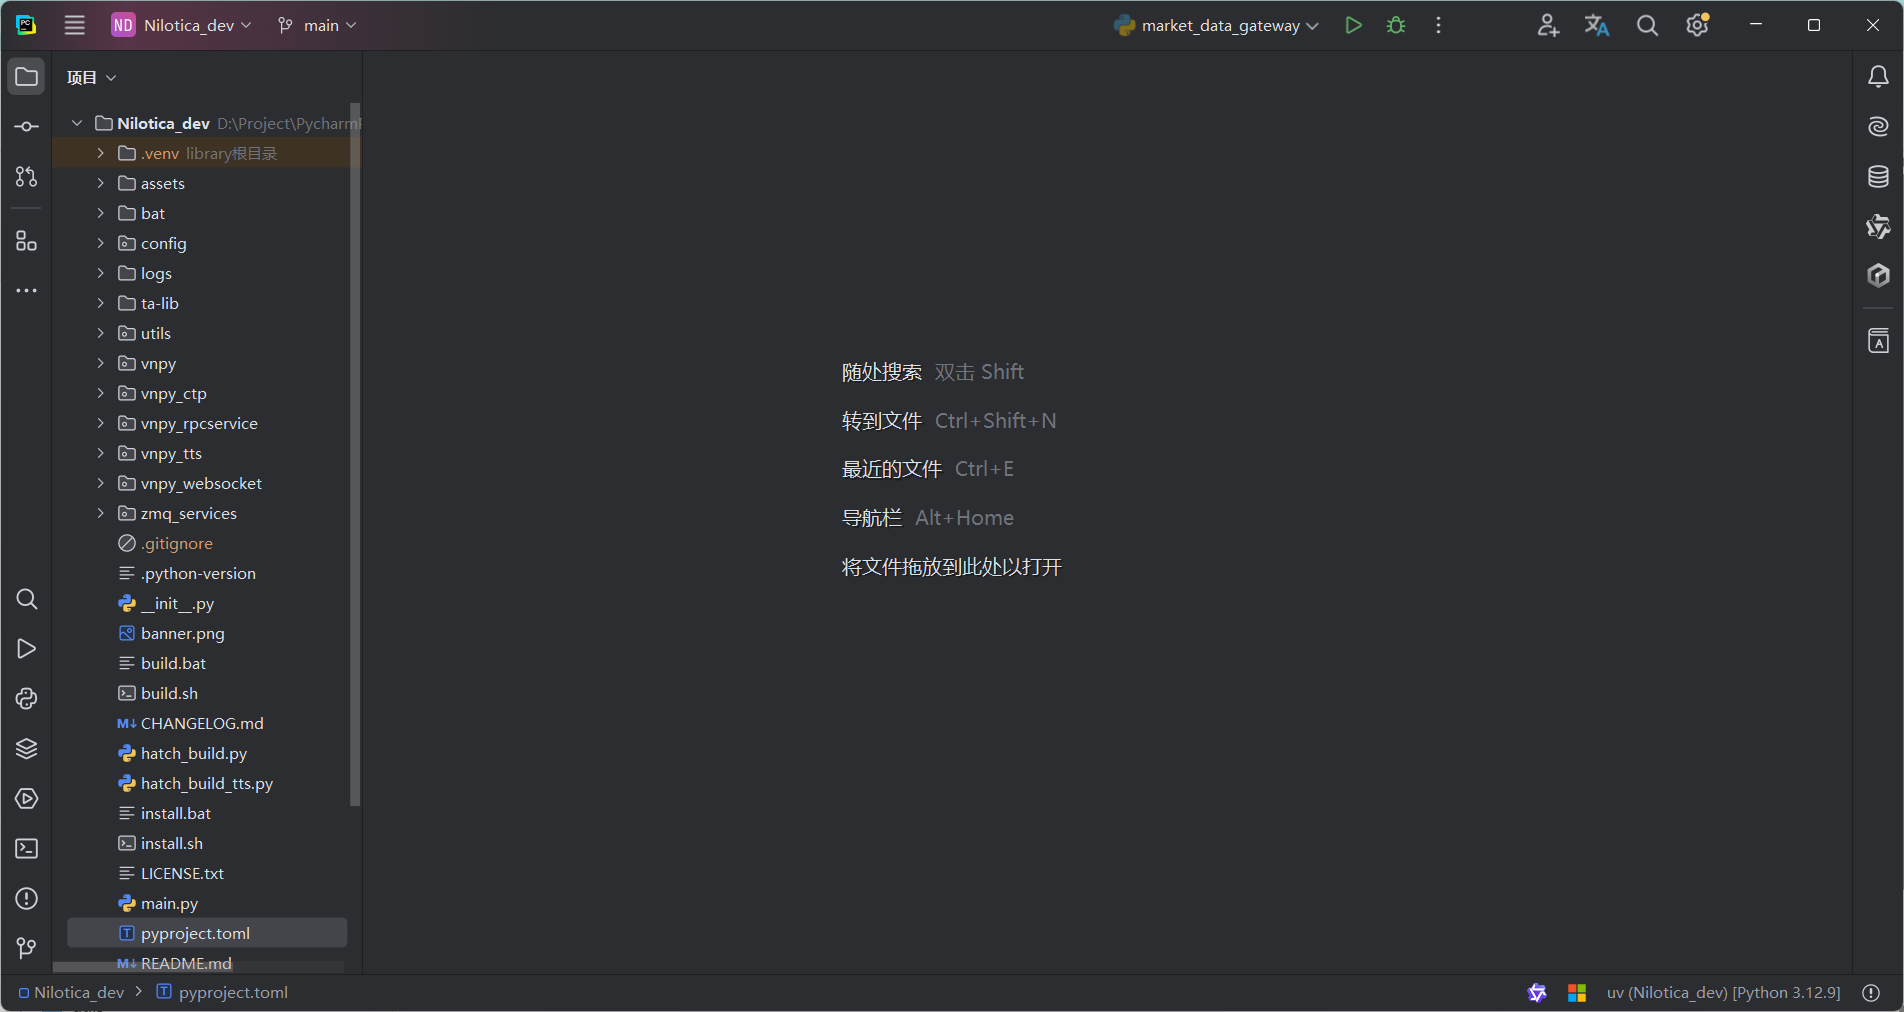 ND Nilotica_dev main market_data_gateway
项目
Nilotica_dev D:\Project\Pycharm
.venv library根目录
assets
bat
config
logs
ta-lib
utils
vnpy
vnpy_ctp
vnpy_rpcservice
vnpy_tts
vnpy_websocket
zmq_services
.gitignore
.python-version
__init__.py
banner.png
build.bat
build.sh
M↓ CHANGELOG.md
hatch_build.py
hatch_build_tts.py
install.bat
install.sh
LICENSE.txt
main.py
pyproject.toml
M↓ README.md
随处搜索 双击 Shift
转到文件 Ctrl+Shift+N
最近的文件 Ctrl+E
导航栏 Alt+Home
将文件拖放到此处以打开
Nilotica_dev pyproject.toml
uv (Nilotica_dev) [Python 3.12.9]